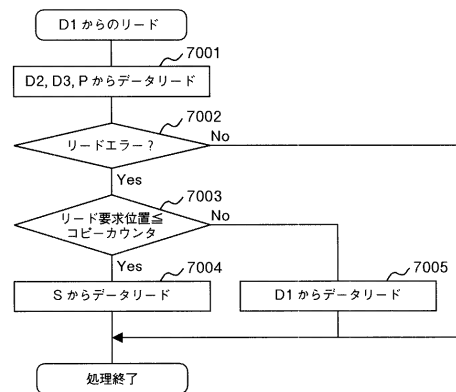 D1 からのリード
7001
D2, D3, P からデータリード
7002
リードエラー？
No
Yes
7003
リード要求位置≦
コピーカウンタ
No
Yes
7004
S からデータリード
7005
D1 からデータリード
処理終了